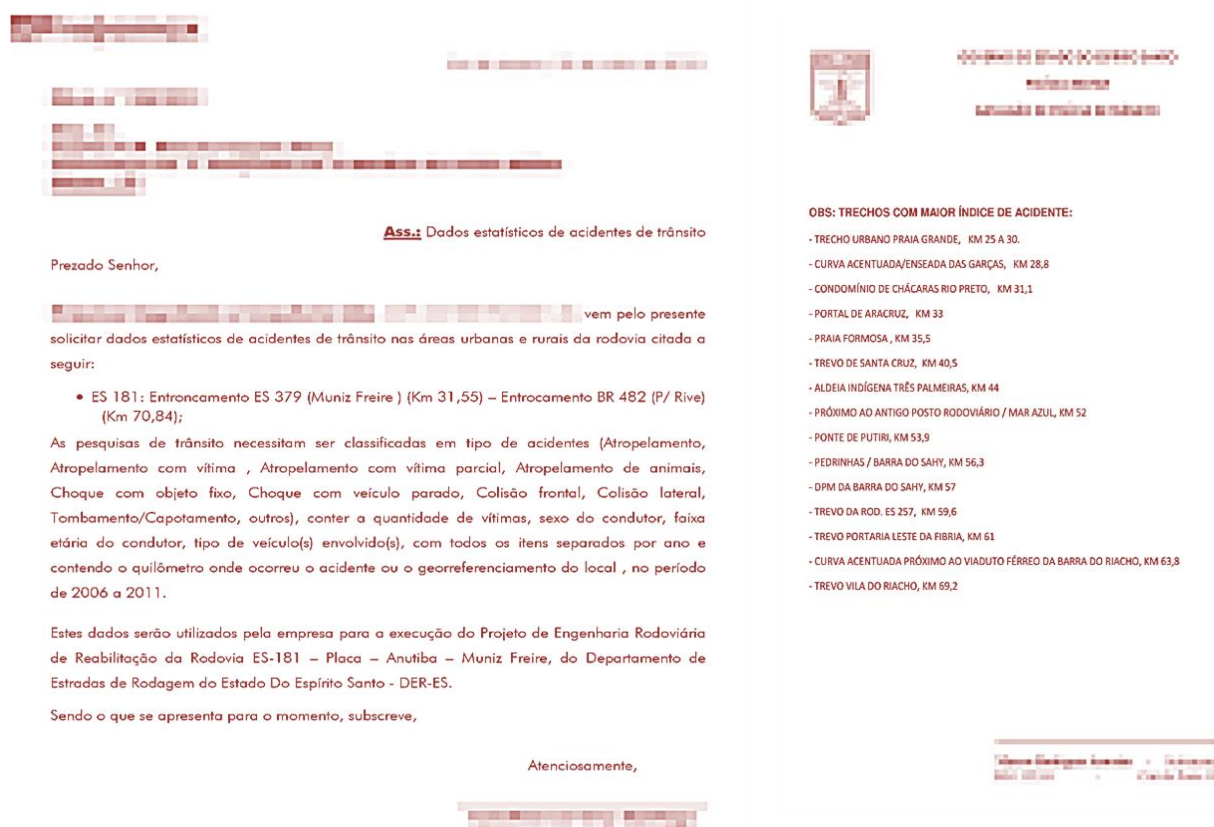 Ass.: Dados estatísticos de acidentes de trânsito
Prezado Senhor,
vem pelo presente
solicitar dados estatísticos de acidentes de trânsito nas áreas urbanas e rurais da rodovia citada a
seguir:
• ES 181: Entroncamento ES 379 (Muniz Freire ) (Km 31,55) – Entrocamento BR 482 (P/ Rive)
(Km 70,84);
As pesquisas de trânsito necessitam ser classificadas em tipo de acidentes (Atropelamento,
Atropelamento com vítima , Atropelamento com vítima parcial, Atropelamento de animais,
Choque com objeto fixo, Choque com veículo parado, Colisão frontal, Colisão lateral,
Tombamento/Capotamento, outros), conter a quantidade de vítimas, sexo do condutor, faixa
etária do condutor, tipo de veículo(s) envolvido(s), com todos os itens separados por ano e
contendo o quilômetro onde ocorreu o acidente ou o georreferenciamento do local , no período
de 2006 a 2011.
Estes dados serão utilizados pela empresa para a execução do Projeto de Engenharia Rodoviária
de Reabilitação da Rodovia ES-181 – Placa – Anutiba – Muniz Freire, do Departamento de
Estradas de Rodagem do Estado Do Espírito Santo - DER-ES.
Sendo o que se apresenta para o momento, subscreve,
Atenciosamente,
OBS: TRECHOS COM MAIOR ÍNDICE DE ACIDENTE:
- TRECHO URBANO PRAIA GRANDE, KM 25 A 30.
- CURVA ACENTUADA/ENSEADA DAS GARÇAS, KM 28,8
- CONDOMÍNIO DE CHÁCARAS RIO PRETO, KM 31,1
- PORTAL DE ARACRUZ, KM 33
- PRAIA FORMOSA , KM 35,5
- TREVO DE SANTA CRUZ, KM 40,5
- ALDEIA INDÍGENA TRÊS PALMEIRAS, KM 44
- PRÓXIMO AO ANTIGO POSTO RODOVIÁRIO / MAR AZUL, KM 52
- PONTE DE PUTIRI, KM 53,9
- PEDRINHAS / BARRA DO SAHY, KM 56,3
- DPM DA BARRA DO SAHY, KM 57
- TREVO DA ROD. ES 257, KM 59,6
- TREVO PORTARIA LESTE DA FIBRIA, KM 61
- CURVA ACENTUADA PRÓXIMO AO VIADUTO FÉRREO DA BARRA DO RIACHO, KM 63,8
- TREVO VILA DO RIACHO, KM 69,2